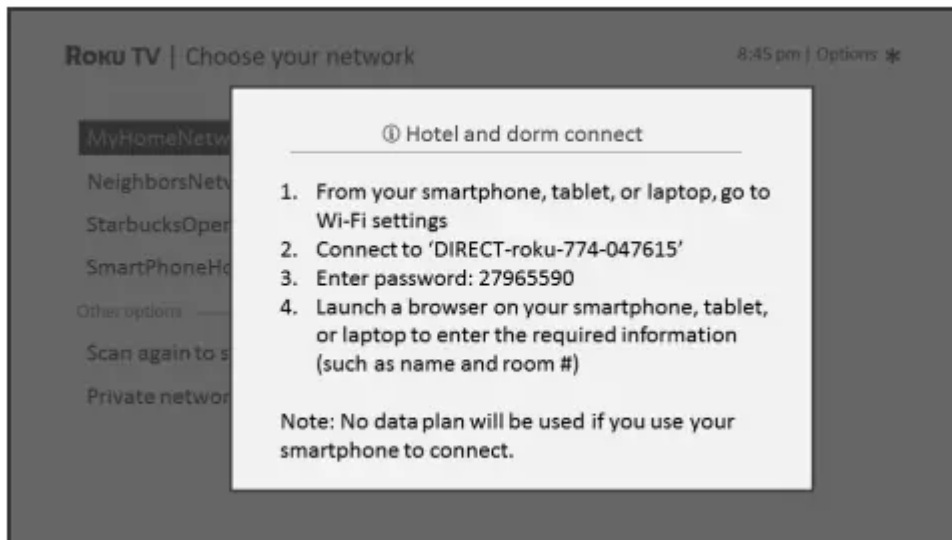 ROKU TV | Choose your network
8:45 pm | Options ✱
MyHomeNetw
NeighborsNetw
StarbucksOper
SmartPhoneHo
Other options
Scan again to s
Private networ
ⓘ Hotel and dorm connect
1. From your smartphone, tablet, or laptop, go to
Wi-Fi settings
2. Connect to ‘DIRECT-roku-774-047615’
3. Enter password: 27965590
4. Launch a browser on your smartphone, tablet,
or laptop to enter the required information
(such as name and room #)
Note: No data plan will be used if you use your
smartphone to connect.